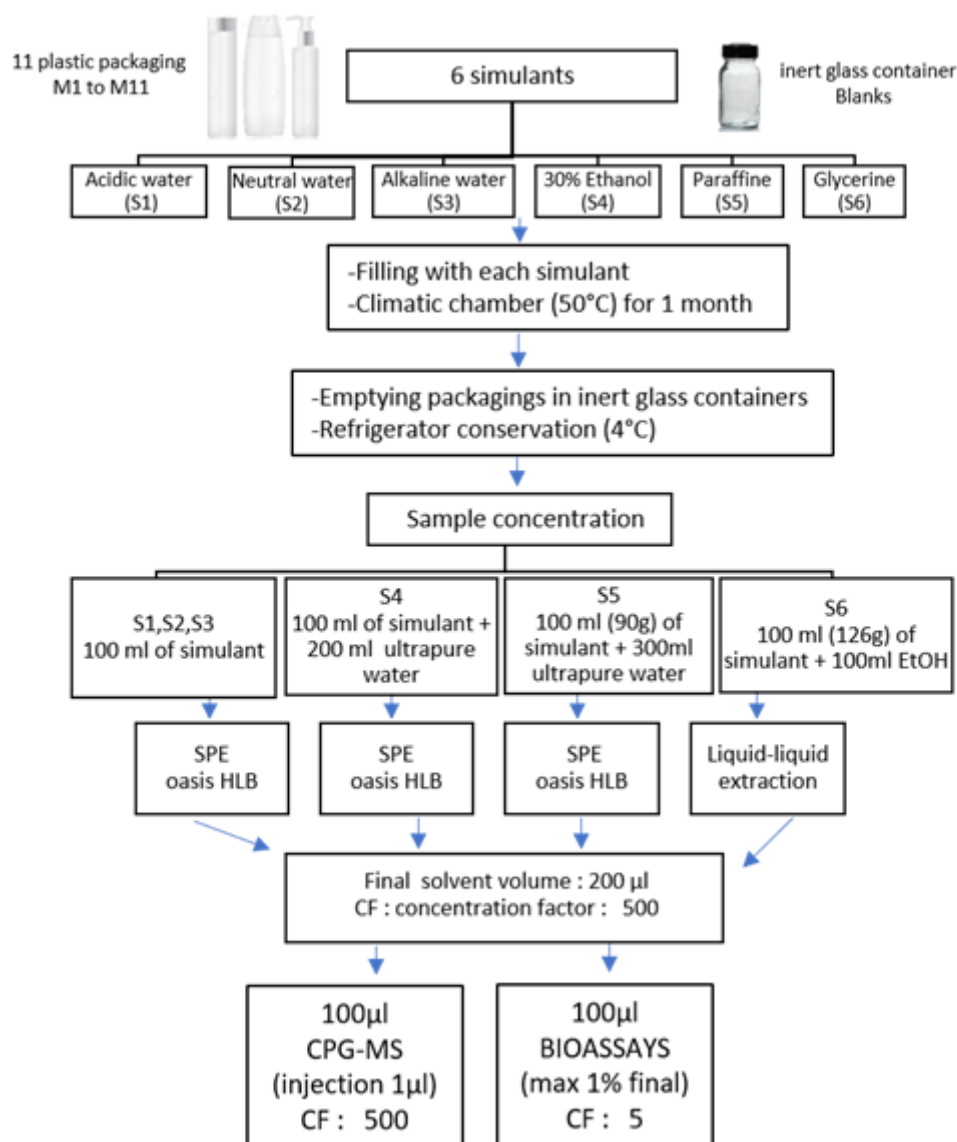 11 plastic packaging
M1 to M11
6 simulants
inert glass container
Blanks
Acidic water
(S1)
Neutral water
(S2)
Alkaline water
(S3)
30% Ethanol
(S4)
Paraffine
(S5)
Glycerine
(S6)
-Filling with each simulant
-Climatic chamber (50°C) for 1 month
-Emptying packagings in inert glass containers
-Refrigerator conservation (4°C)
Sample concentration
S1,S2,S3
100 ml of simulant
S4
100 ml of simulant +
200 ml ultrapure
water
S5
100 ml (90g) of
simulant + 300ml
ultrapure water
S6
100 ml (126g) of
simulant + 100ml EtOH
SPE
oasis HLB
SPE
oasis HLB
SPE
oasis HLB
Liquid-liquid
extraction
Final solvent volume : 200 µl
CF : concentration factor : 500
100µl
CPG-MS
(injection 1µl)
CF : 500
100µl
BIOASSAYS
(max 1% final)
CF : 5